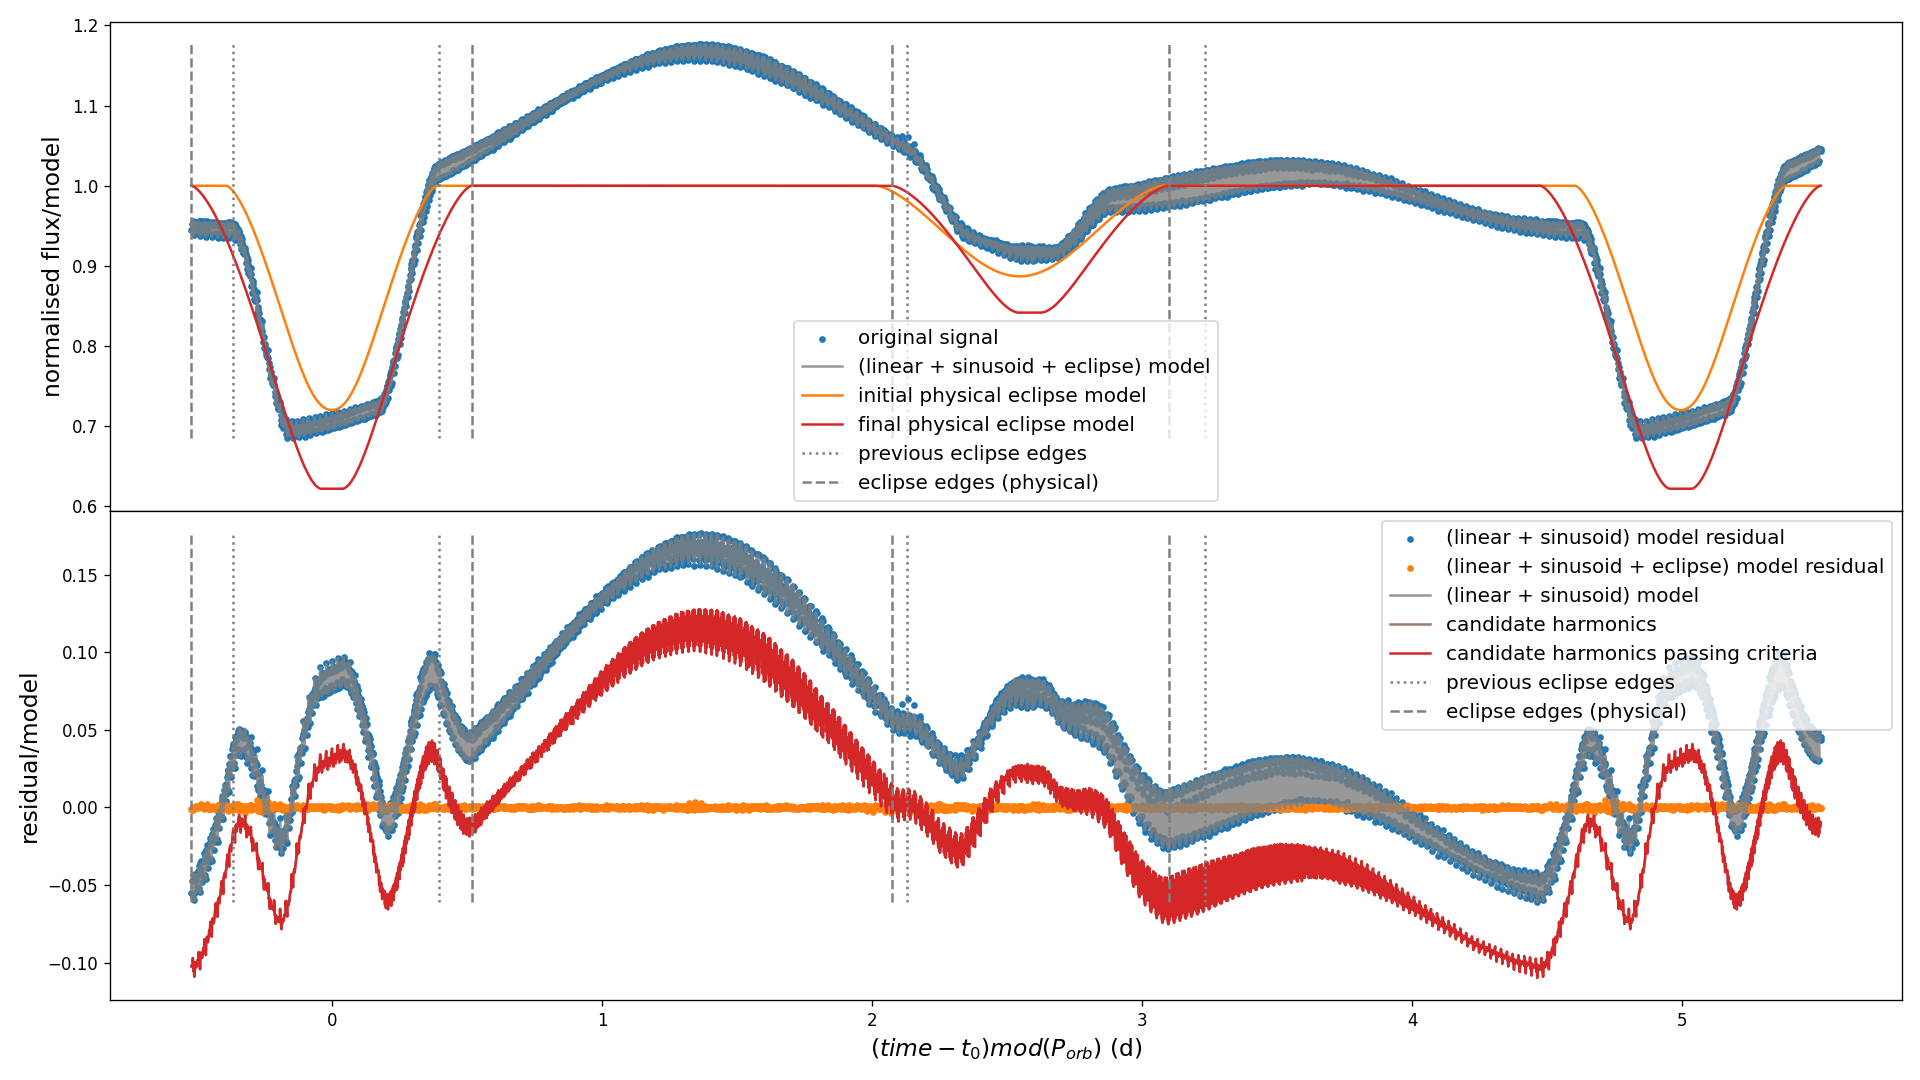 normalised flux/model
1.2
1.1
1.0
0.9
0.8
0.7
0.6
original signal
(linear + sinusoid + eclipse) model
initial physical eclipse model
final physical eclipse model
previous eclipse edges
eclipse edges (physical)
residual/model
0.15
0.10
0.05
0.00
−0.05
−0.10
(linear + sinusoid) model residual
(linear + sinusoid + eclipse) model residual
(linear + sinusoid) model
candidate harmonics
candidate harmonics passing criteria
previous eclipse edges
eclipse edges (physical)
0 1 2 3 4 5
(time − t₀)mod(Pₒᵣb) (d)